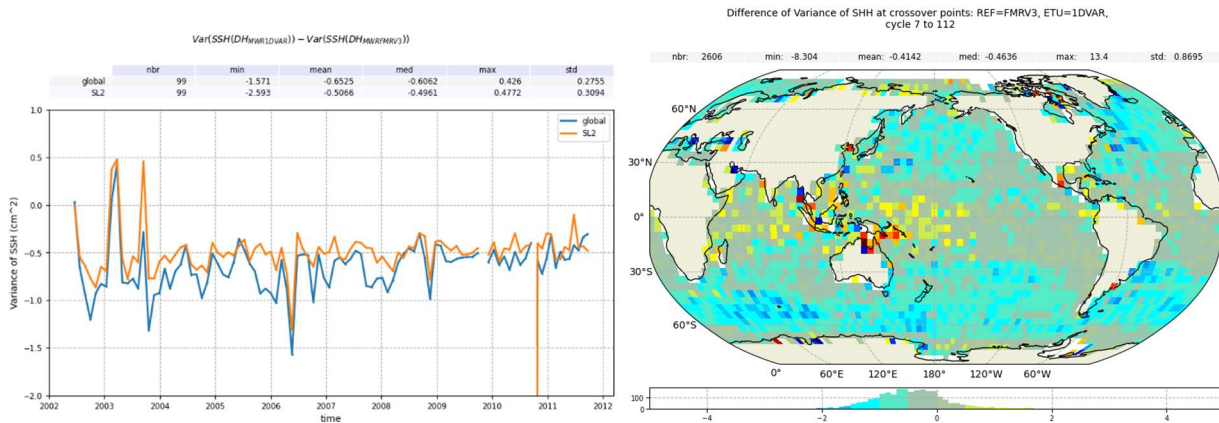 Var(SSH(DH_MWR1DVAR)) − Var(SSH(DH_MWRFMRV3))
nbr min mean med max std
global 99 -1.571 -0.6525 -0.6062 0.426 0.2755
SL2 99 -2.593 -0.5066 -0.4961 0.4772 0.3094
global
SL2
Variance of SSH (cm^2)
1.0
0.5
0.0
-0.5
-1.0
-1.5
-2.0
2002 2003 2004 2005 2006 2007 2008 2009 2010 2011 2012
time
Difference of Variance of SHH at crossover points: REF=FMRV3, ETU=1DVAR,
cycle 7 to 112
nbr: 2606 min: -8.304 mean: -0.4142 med: -0.4636 max: 13.4 std: 0.8695
60°N
30°N
0°
30°S
60°S
0° 60°E 120°E 180° 120°W 60°W
100
0
−4 −2 0 2 4